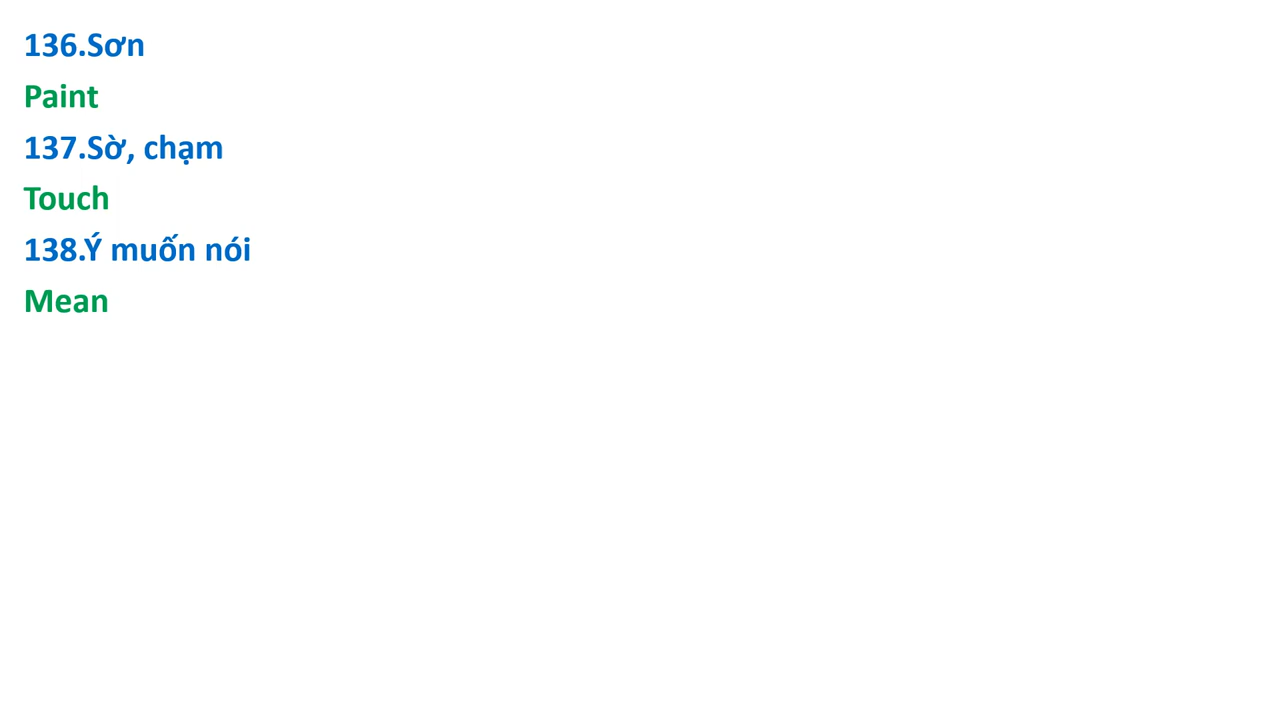 136.Sơn
Paint
137.Sờ, chạm
Touch
138.Ý muốn nói
Mean